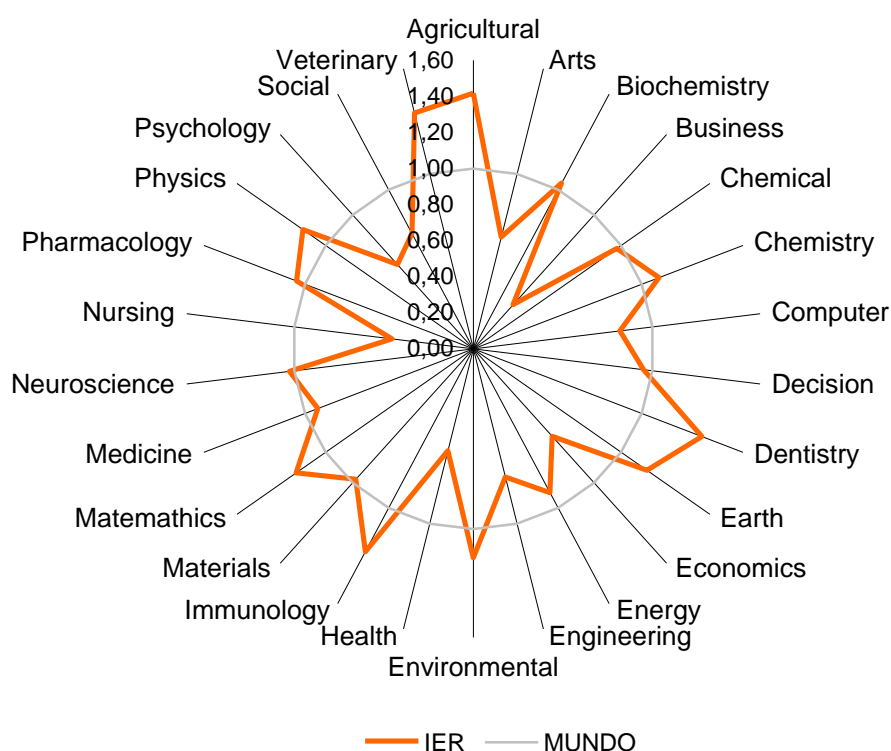 Agricultural
Veterinary
1,60
Arts
Social
1,40
Biochemistry
Psychology
1,20
Business
Physics
1,00
Chemical
Pharmacology
0,80
Chemistry
0,60
Nursing
0,40
Computer
0,20
0,00
Neuroscience
Decision
Medicine
Dentistry
Matemathics
Earth
Materials
Economics
Immunology
Energy
Health
Engineering
Environmental
IER
MUNDO